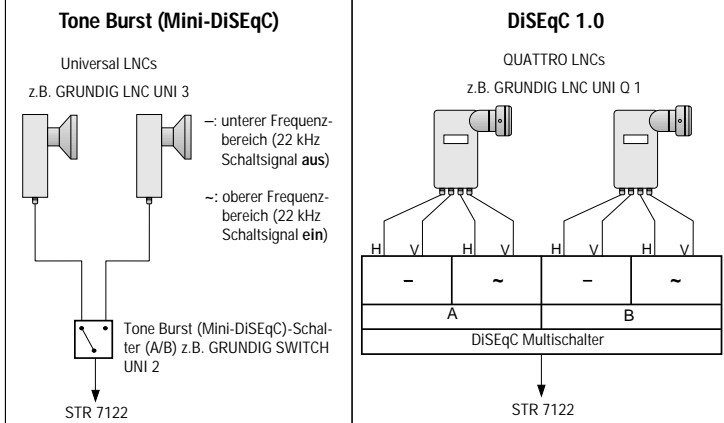 Tone Burst (Mini-DiSEqC)
Universal LNCs
z.B. GRUNDIG LNC UNI 3
–: unterer Frequenz-
bereich (22 kHz
Schaltsignal aus)
~: oberer Frequenz-
bereich (22 kHz
Schaltsignal ein)
Tone Burst (Mini-DiSEqC)-Schal-
ter (A/B) z.B. GRUNDIG SWITCH
UNI 2
STR 7122
DiSEqC 1.0
QUATTRO LNCs
z.B. GRUNDIG LNC UNI Q 1
H V H V H V H V
– ~ – ~
A B
DiSEqC Multischalter
STR 7122